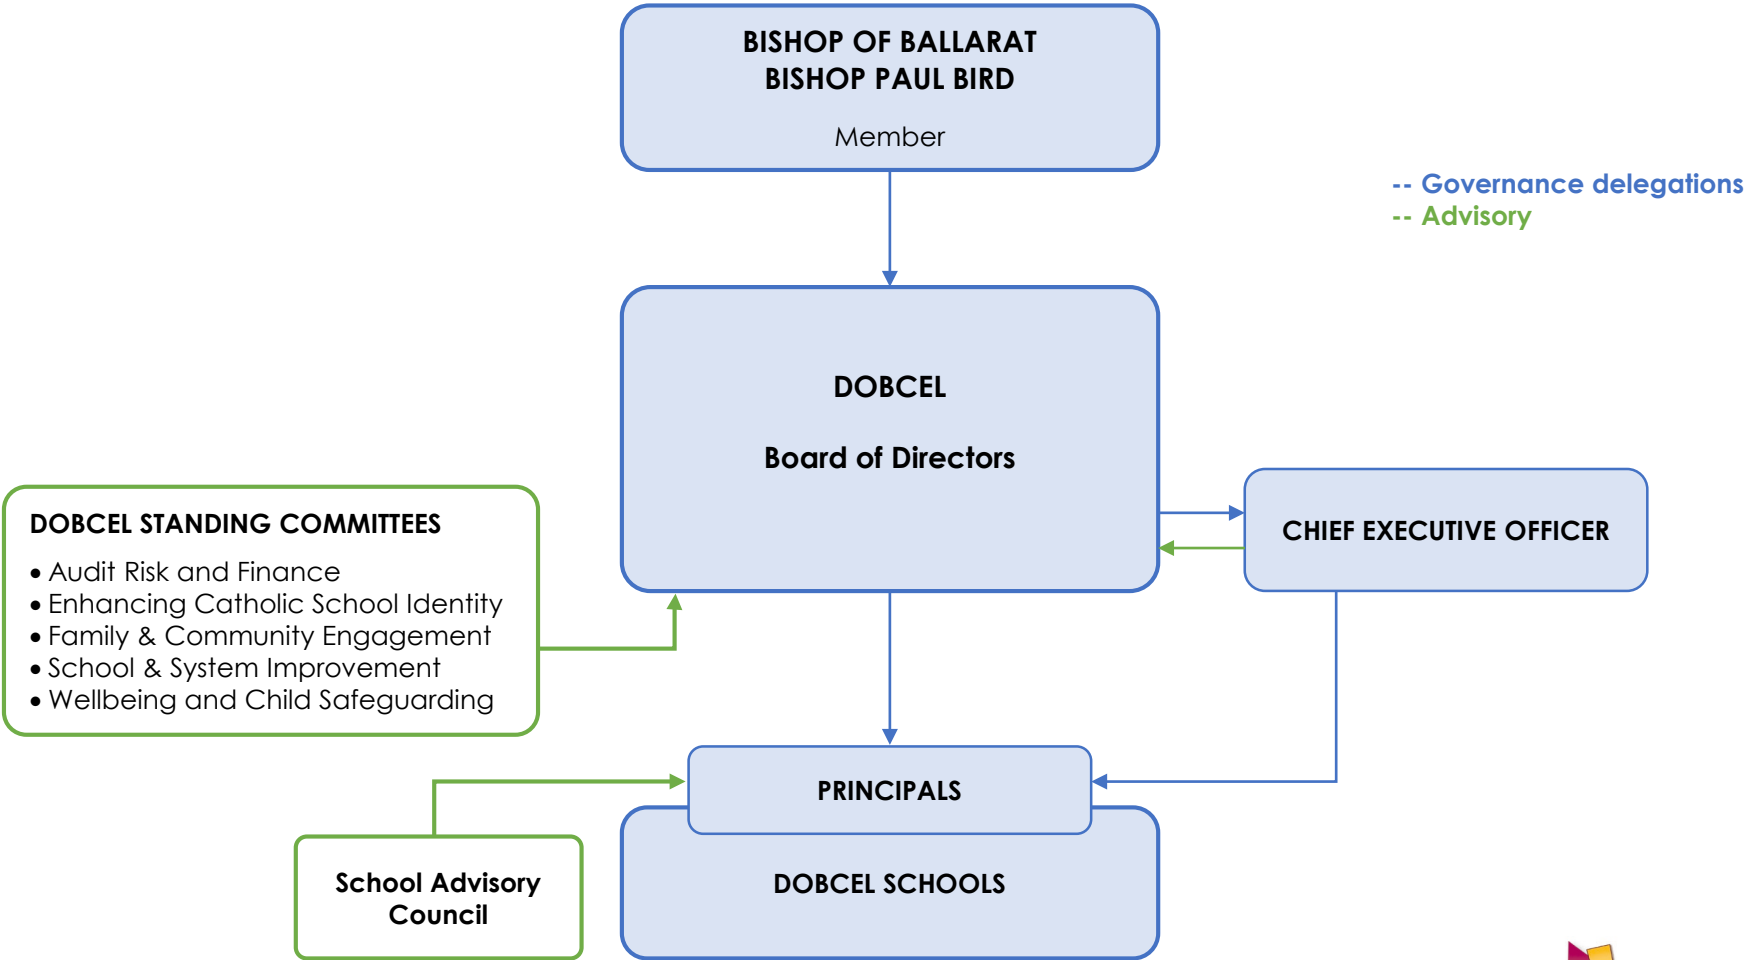 BISHOP OF BALLARAT
BISHOP PAUL BIRD
Member
-- Governance delegations
-- Advisory
DOBCEL
Board of Directors
DOBCEL STANDING COMMITTEES
• Audit Risk and Finance
• Enhancing Catholic School Identity
• Family & Community Engagement
• School & System Improvement
• Wellbeing and Child Safeguarding
CHIEF EXECUTIVE OFFICER
PRINCIPALS
School Advisory
Council
DOBCEL SCHOOLS